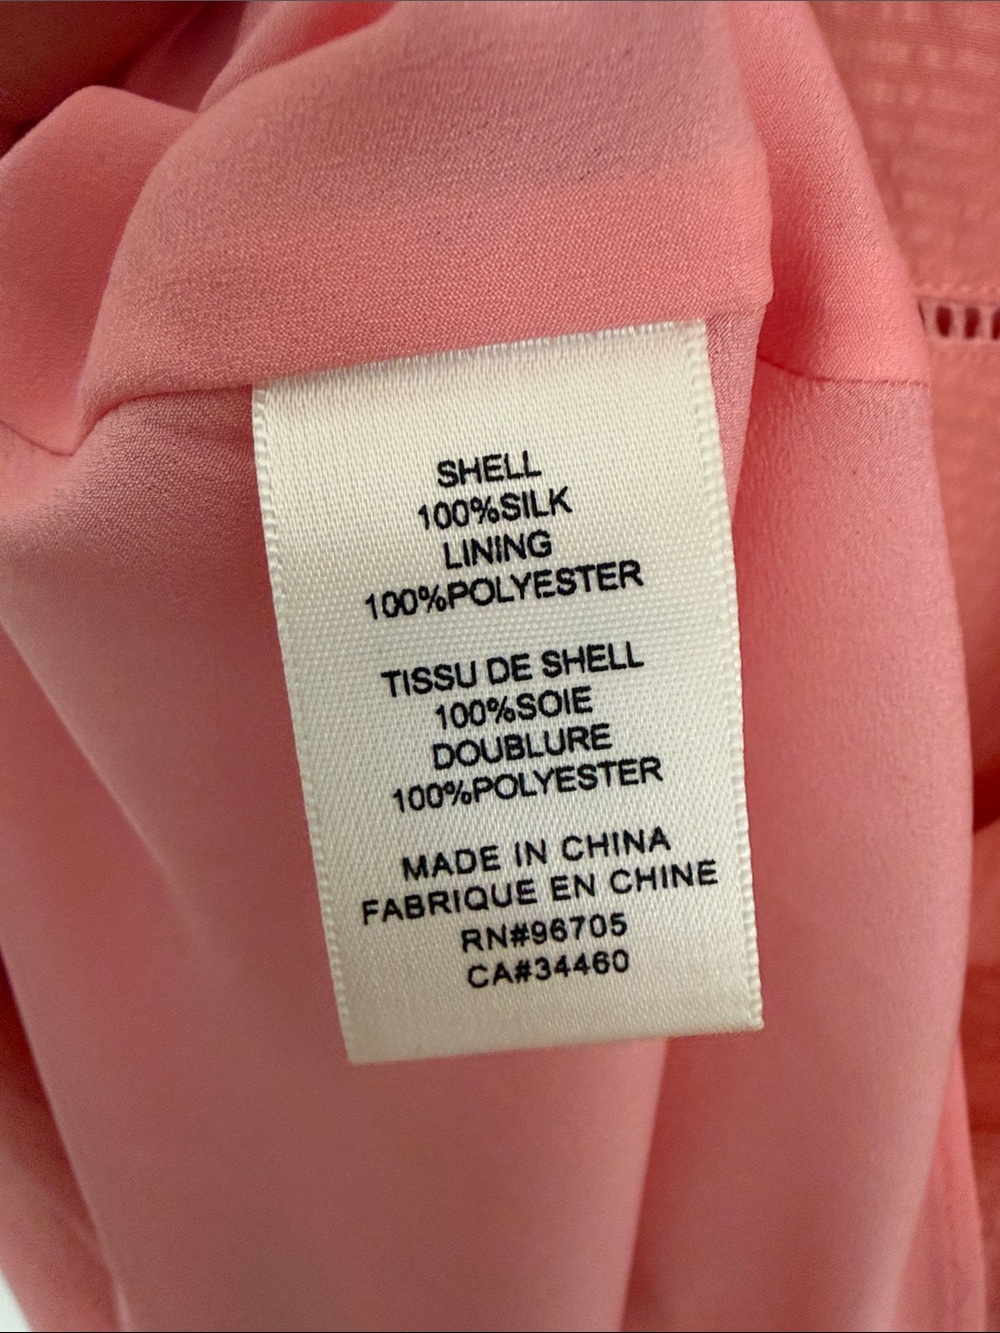 SHELL
100%SILK
LINING
100%POLYESTER
TISSU DE SHELL
100%SOIE
DOUBLURE
100%POLYESTER
MADE IN CHINA
FABRIQUE EN CHINE
RN#96705
CA#34460